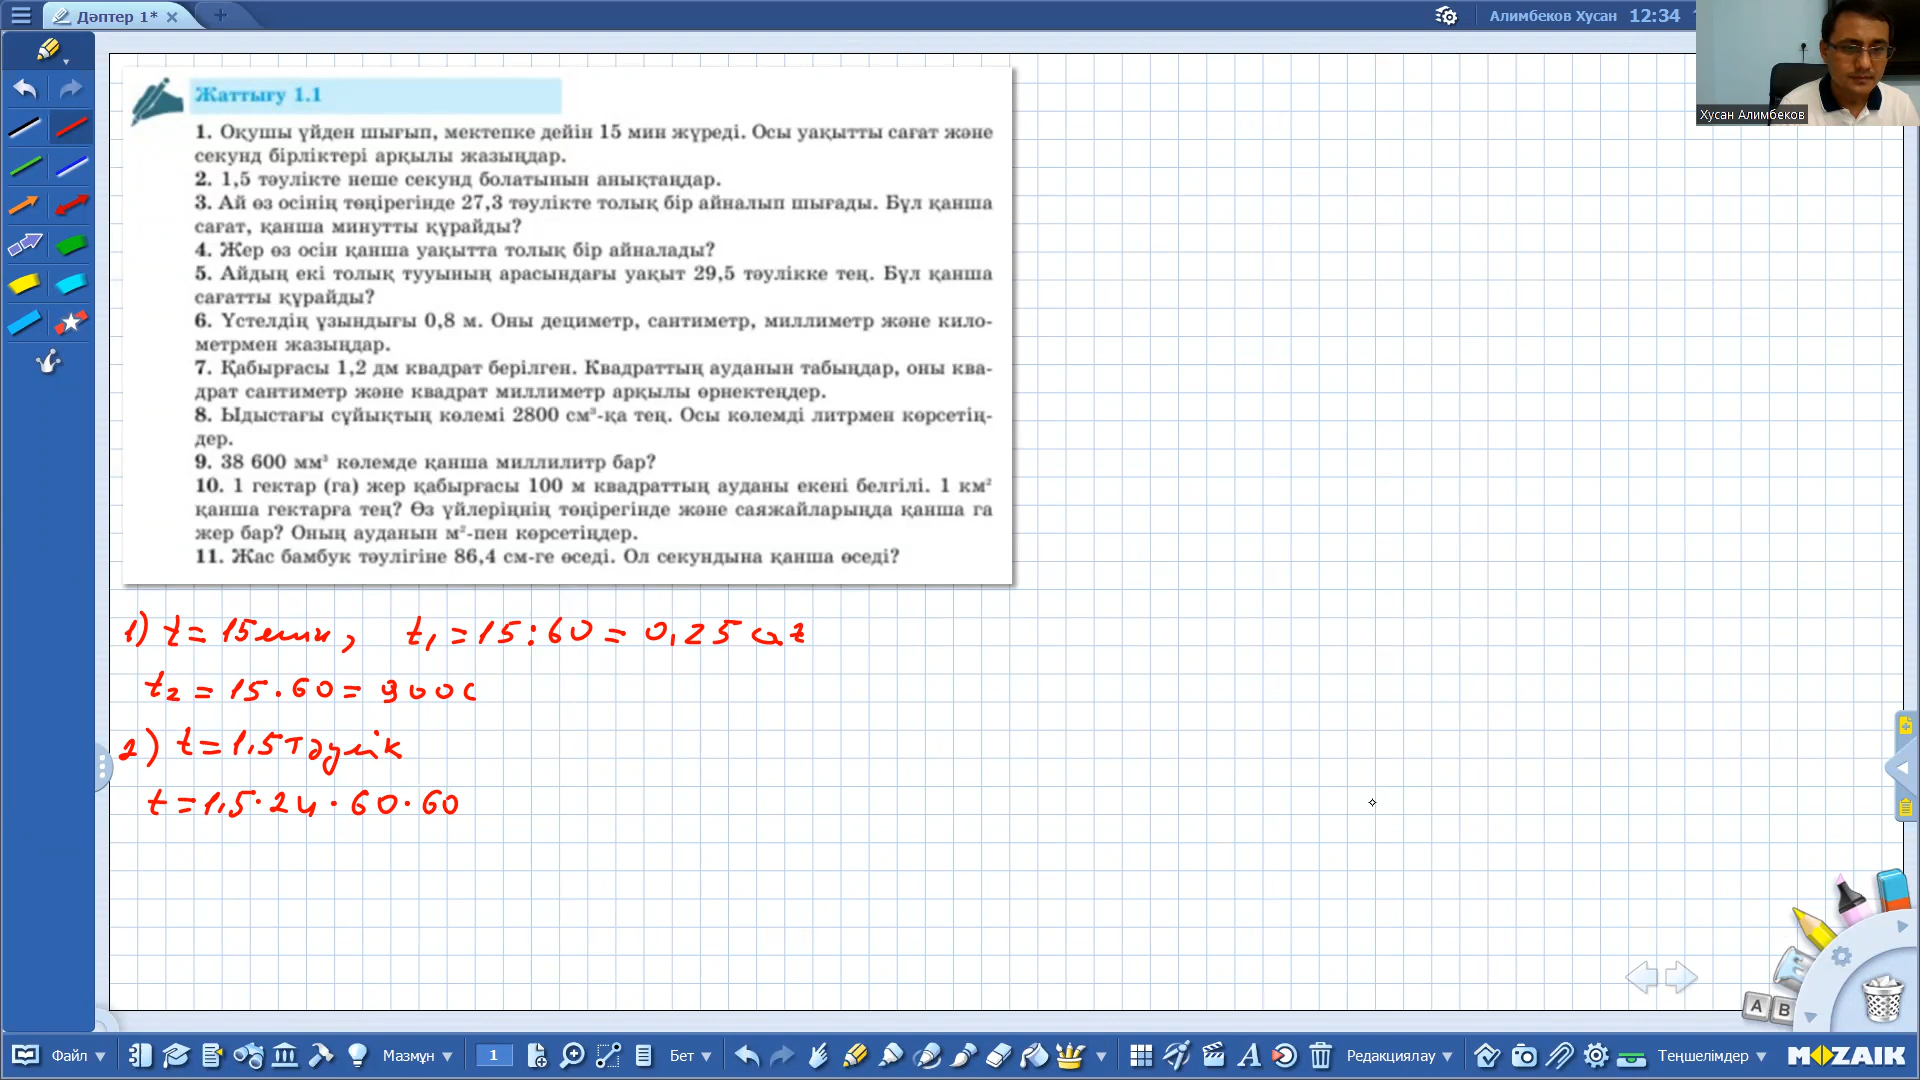 Дәптер 1*
Алимбеков Хусан 12:34
Хусан Алимбеков
Жаттығу 1.1
1. Оқушы үйден шығып, мектепке дейін 15 мин жүреді. Осы уақытты сағат және
секунд бірліктері арқылы жазыңдар.
2. 1,5 тәулікте неше секунд болатынын анықтаңдар.
3. Ай өз осінің төңірегінде 27,3 тәулікте толық бір айналып шығады. Бұл қанша
сағат, қанша минутты құрайды?
4. Жер өз осін қанша уақытта толық бір айналады?
5. Айдың екі толық тууының арасындағы уақыт 29,5 тәулікке тең. Бұл қанша
сағатты құрайды?
6. Үстелдің ұзындығы 0,8 м. Оны дециметр, сантиметр, миллиметр және кило-
метрмен жазыңдар.
7. Қабырғасы 1,2 дм квадрат берілген. Квадраттың ауданын табыңдар, оны ква-
драт сантиметр және квадрат миллиметр арқылы өрнектеңдер.
8. Ыдыстағы сұйықтың көлемі 2800 см³-қа тең. Осы көлемді литрмен көрсетің-
дер.
9. 38 600 мм³ көлемде қанша миллилитр бар?
10. 1 гектар (га) жер қабырғасы 100 м квадраттың ауданы екені белгілі. 1 км²
қанша гектарға тең? Өз үйлеріңнің төңірегінде және саяжайларыңда қанша га
жер бар? Оның ауданын м²-пен көрсетіңдер.
11. Жас бамбук тәулігіне 86,4 см-ге өседі. Ол секундына қанша өседі?
1) t = 15 мин, t₁ = 15 : 60 = 0,25 сағ
t₂ = 15 · 60 = 900 с
2) t = 1,5 тәулік
t = 1,5 · 24 · 60 · 60
A B
Файл Мазмұн 1 Бет A Редакциялау Теңшелімдер MOZAIK